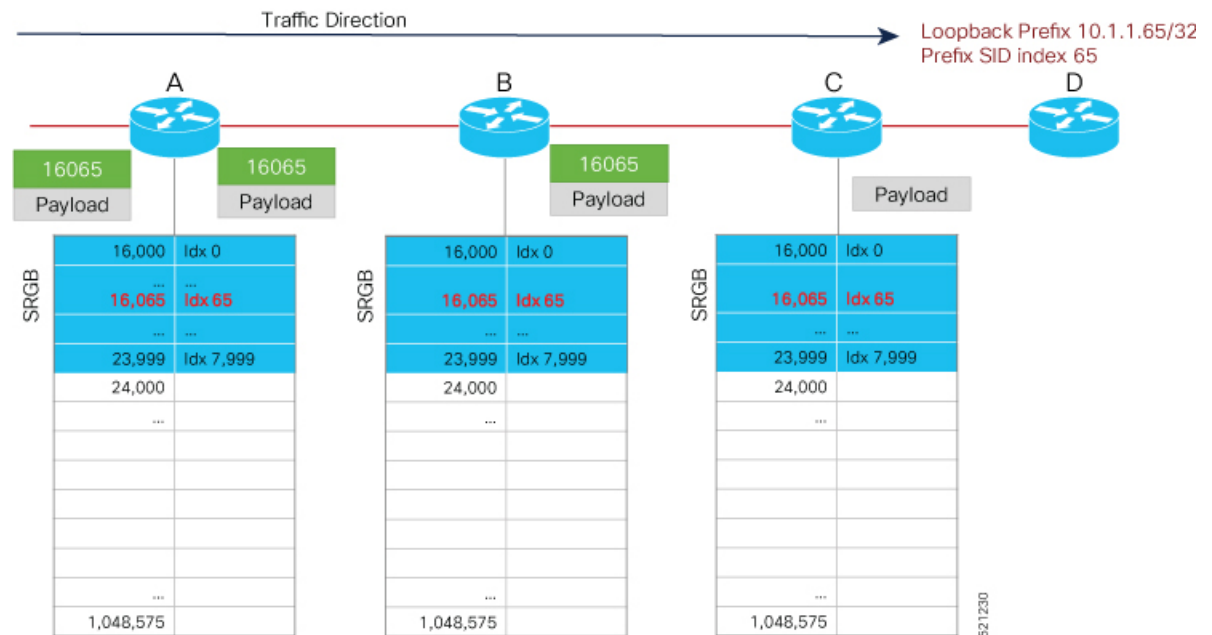 Traffic Direction
Loopback Prefix 10.1.1.65/32
Prefix SID index 65
A
B
C
D
16065
Payload
16065
Payload
16065
Payload
Payload
SRGB
16,000 Idx 0
... ...
16,065 Idx 65
... ...
23,999 Idx 7,999
24,000
...
...
1,048,575
SRGB
16,000 Idx 0
16,065 Idx 65
... ...
23,999 Idx 7,999
24,000
...
...
1,048,575
SRGB
16,000 Idx 0
16,065 Idx 65
... ...
23,999 Idx 7,999
24,000
...
...
1,048,575
521230